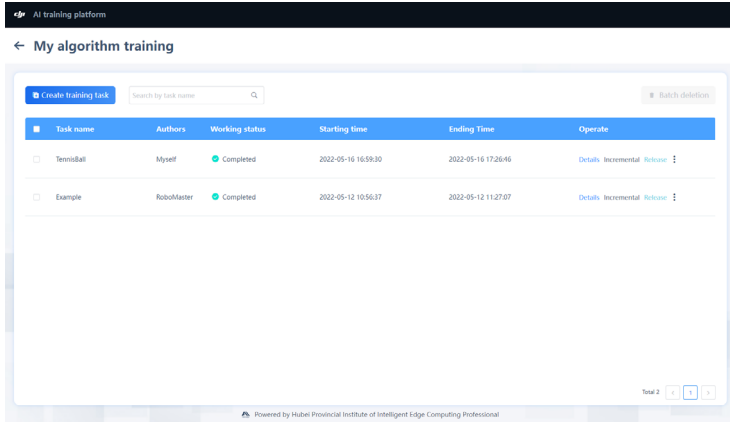 dji AI training platform
← My algorithm training
Create training task Search by task name Batch deletion
Task name Authors Working status Starting time Ending Time Operate
TennisBall Myself Completed 2022-05-16 16:59:30 2022-05-16 17:26:46 Details Incremental Release
Example RoboMaster Completed 2022-05-12 10:56:37 2022-05-12 11:27:07 Details Incremental Release
Total 2 < 1 >
Powered by Hubei Provincial Institute of Intelligent Edge Computing Professional